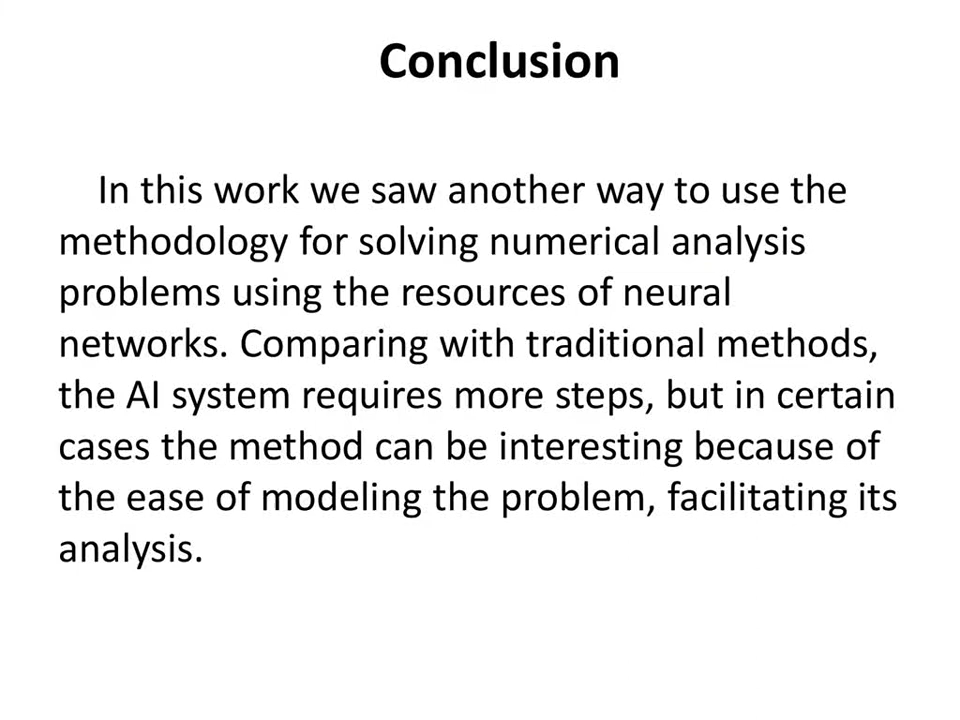 Conclusion
In this work we saw another way to use the
methodology for solving numerical analysis
problems using the resources of neural
networks. Comparing with traditional methods,
the AI system requires more steps, but in certain
cases the method can be interesting because of
the ease of modeling the problem, facilitating its
analysis.